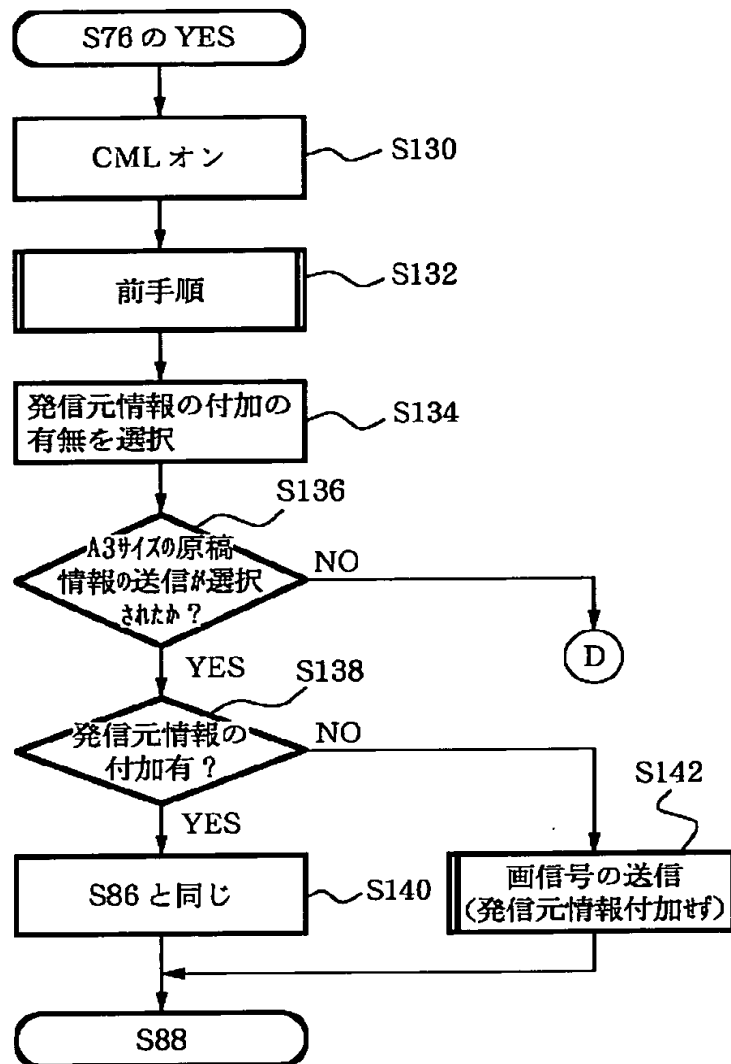 S76 の YES
CML オン
S130
前手順
S132
発信元情報の付加の
有無を選択
S134
S136
A3サイズの原稿
情報の送信が選択
されたか？
NO
D
YES
S138
発信元情報の
付加有？
NO
YES
S142
S86 と同じ
S140
画信号の送信
(発信元情報付加せず)
S88